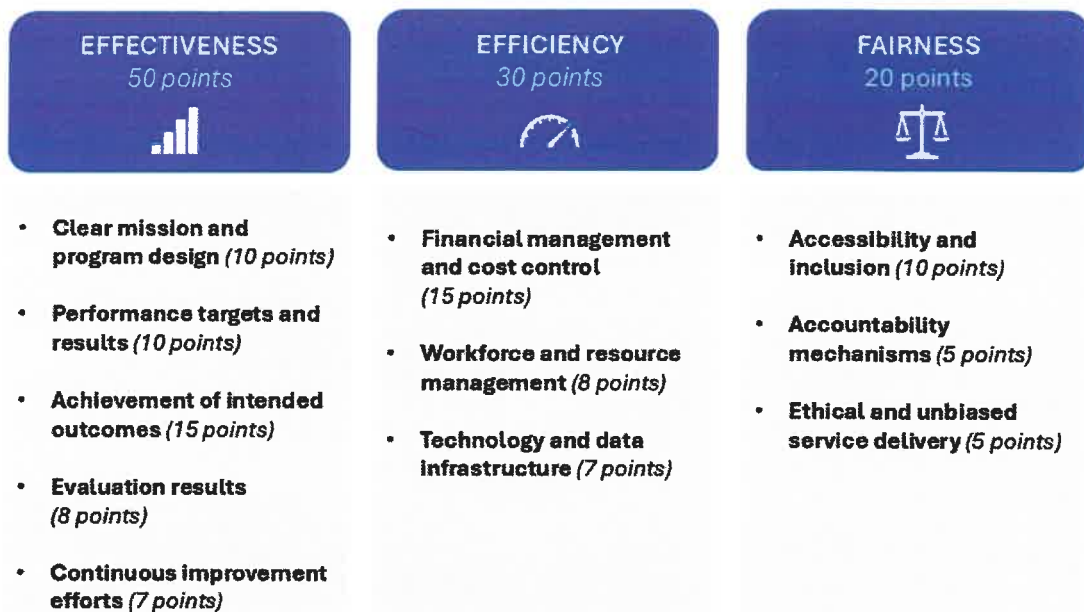 EFFECTIVENESS
50 points
• Clear mission and
program design (10 points)
• Performance targets and
results (10 points)
• Achievement of intended
outcomes (15 points)
• Evaluation results
(8 points)
• Continuous improvement
efforts (7 points)
EFFICIENCY
30 points
• Financial management
and cost control
(15 points)
• Workforce and resource
management (8 points)
• Technology and data
infrastructure (7 points)
FAIRNESS
20 points
• Accessibility and
inclusion (10 points)
• Accountability
mechanisms (5 points)
• Ethical and unbiased
service delivery (5 points)